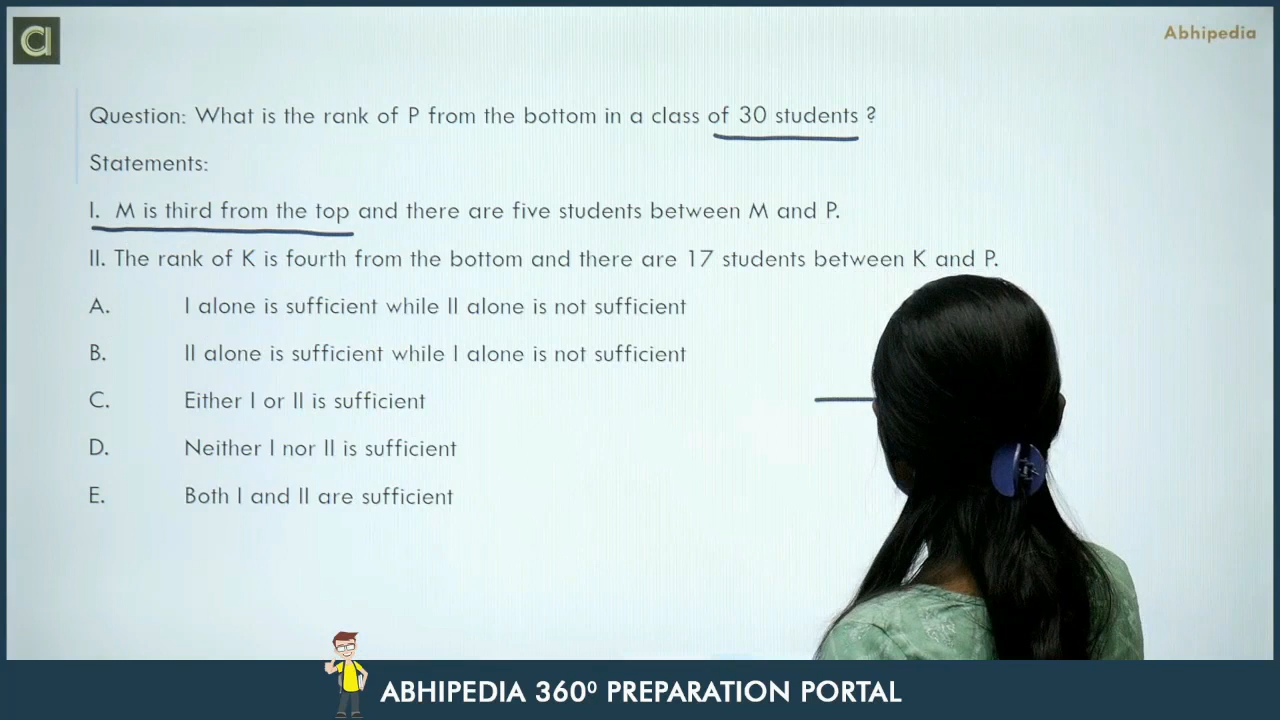 Abhipedia
Question: What is the rank of P from the bottom in a class of 30 students ?
Statements:
I. M is third from the top and there are five students between M and P.
II. The rank of K is fourth from the bottom and there are 17 students between K and P.
A. I alone is sufficient while II alone is not sufficient
B. II alone is sufficient while I alone is not sufficient
C. Either I or II is sufficient
D. Neither I nor II is sufficient
E. Both I and II are sufficient
ABHIPEDIA 360⁰ PREPARATION PORTAL